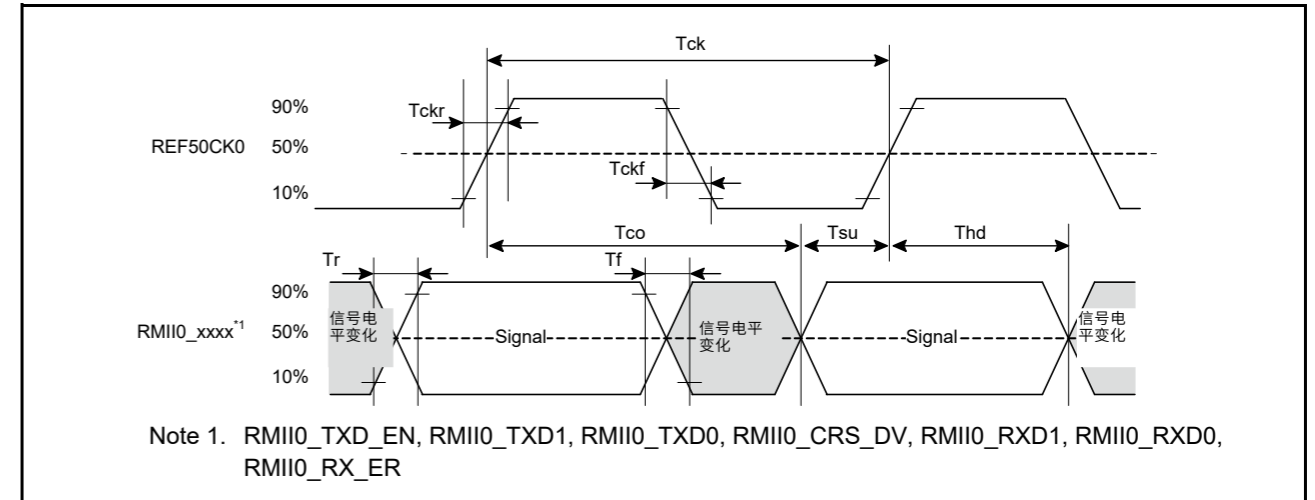 Tck
90%
Tckr
REF50CK0 50%
Tckf
10%
Tco Tsu Thd
Tr Tf
90%
RMII0_xxxx*1 50%
信号电
平变化
Signal
信号电平
变化
Signal
信号电
平变化
10%
Note 1. RMII0_TXD_EN, RMII0_TXD1, RMII0_TXD0, RMII0_CRS_DV, RMII0_RXD1, RMII0_RXD0,
RMII0_RX_ER